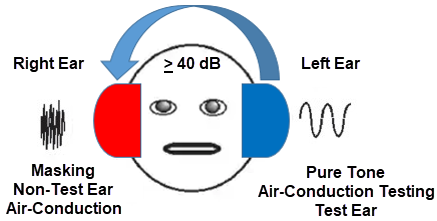 Right Ear
≥ 40 dB
Left Ear
Masking
Non-Test Ear
Air-Conduction
Pure Tone
Air-Conduction Testing
Test Ear